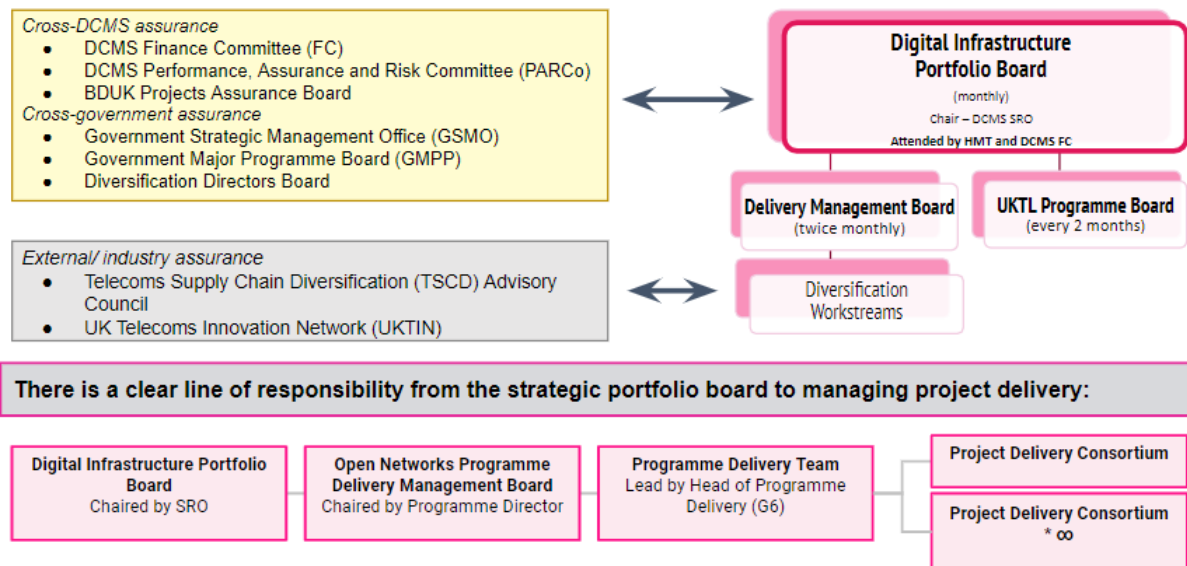 Cross-DCMS assurance
● DCMS Finance Committee (FC)
● DCMS Performance, Assurance and Risk Committee (PARCo)
● BDUK Projects Assurance Board
Cross-government assurance
● Government Strategic Management Office (GSMO)
● Government Major Programme Board (GMPP)
● Diversification Directors Board
Digital Infrastructure
Portfolio Board
(monthly)
Chair – DCMS SRO
Attended by HMT and DCMS FC
Delivery Management Board
(twice monthly)
UKTL Programme Board
(every 2 months)
External/ industry assurance
● Telecoms Supply Chain Diversification (TSCD) Advisory
Council
● UK Telecoms Innovation Network (UKTIN)
Diversification
Workstreams
There is a clear line of responsibility from the strategic portfolio board to managing project delivery:
Digital Infrastructure Portfolio
Board
Chaired by SRO
Open Networks Programme
Delivery Management Board
Chaired by Programme Director
Programme Delivery Team
Lead by Head of Programme
Delivery (G6)
Project Delivery Consortium
Project Delivery Consortium
* ∞